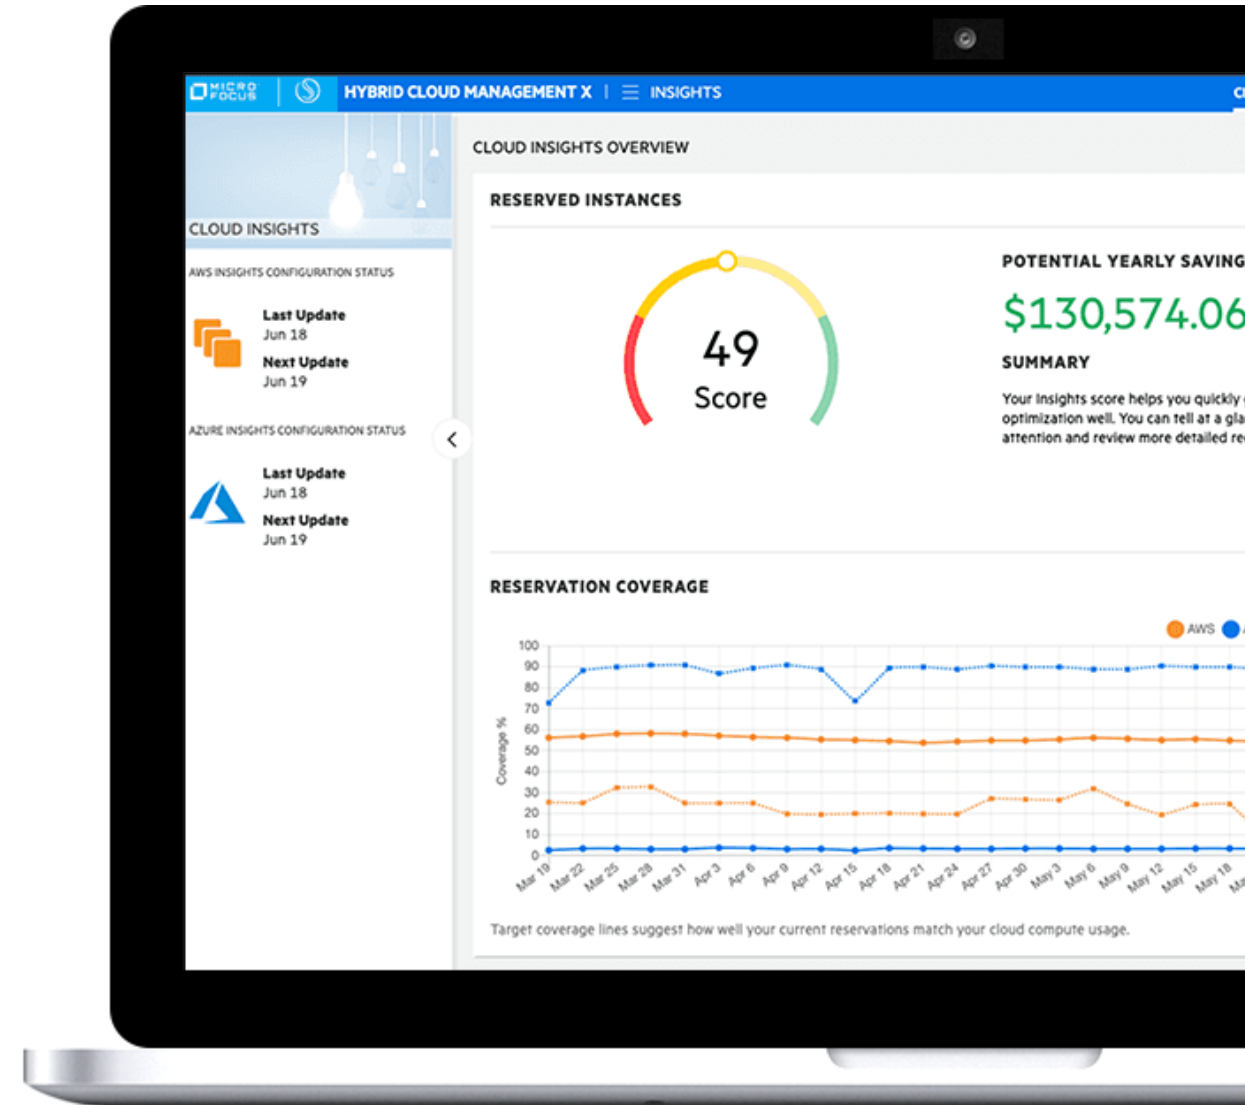 MICRO
FOCUS
HYBRID CLOUD MANAGEMENT X
INSIGHTS
CLOUD INSIGHTS
AWS INSIGHTS CONFIGURATION STATUS
Last Update
Jun 18
Next Update
Jun 19
AZURE INSIGHTS CONFIGURATION STATUS
Last Update
Jun 18
Next Update
Jun 19
CLOUD INSIGHTS OVERVIEW
RESERVED INSTANCES
49
Score
POTENTIAL YEARLY SAVING
$130,574.06
SUMMARY
Your Insights score helps you quickly
optimization well. You can tell at a
attention and review more detailed
RESERVATION COVERAGE
AWS
Coverage %
100
90
80
70
60
50
40
30
20
10
0
Mar 19
Mar 22
Mar 25
Mar 28
Mar 31
Apr 3
Apr 6
Apr 9
Apr 12
Apr 15
Apr 18
Apr 21
Apr 24
Apr 27
Apr 30
May 3
May 6
May 9
May 12
May 15
May 18
Target coverage lines suggest how well your current reservations match your cloud compute usage.